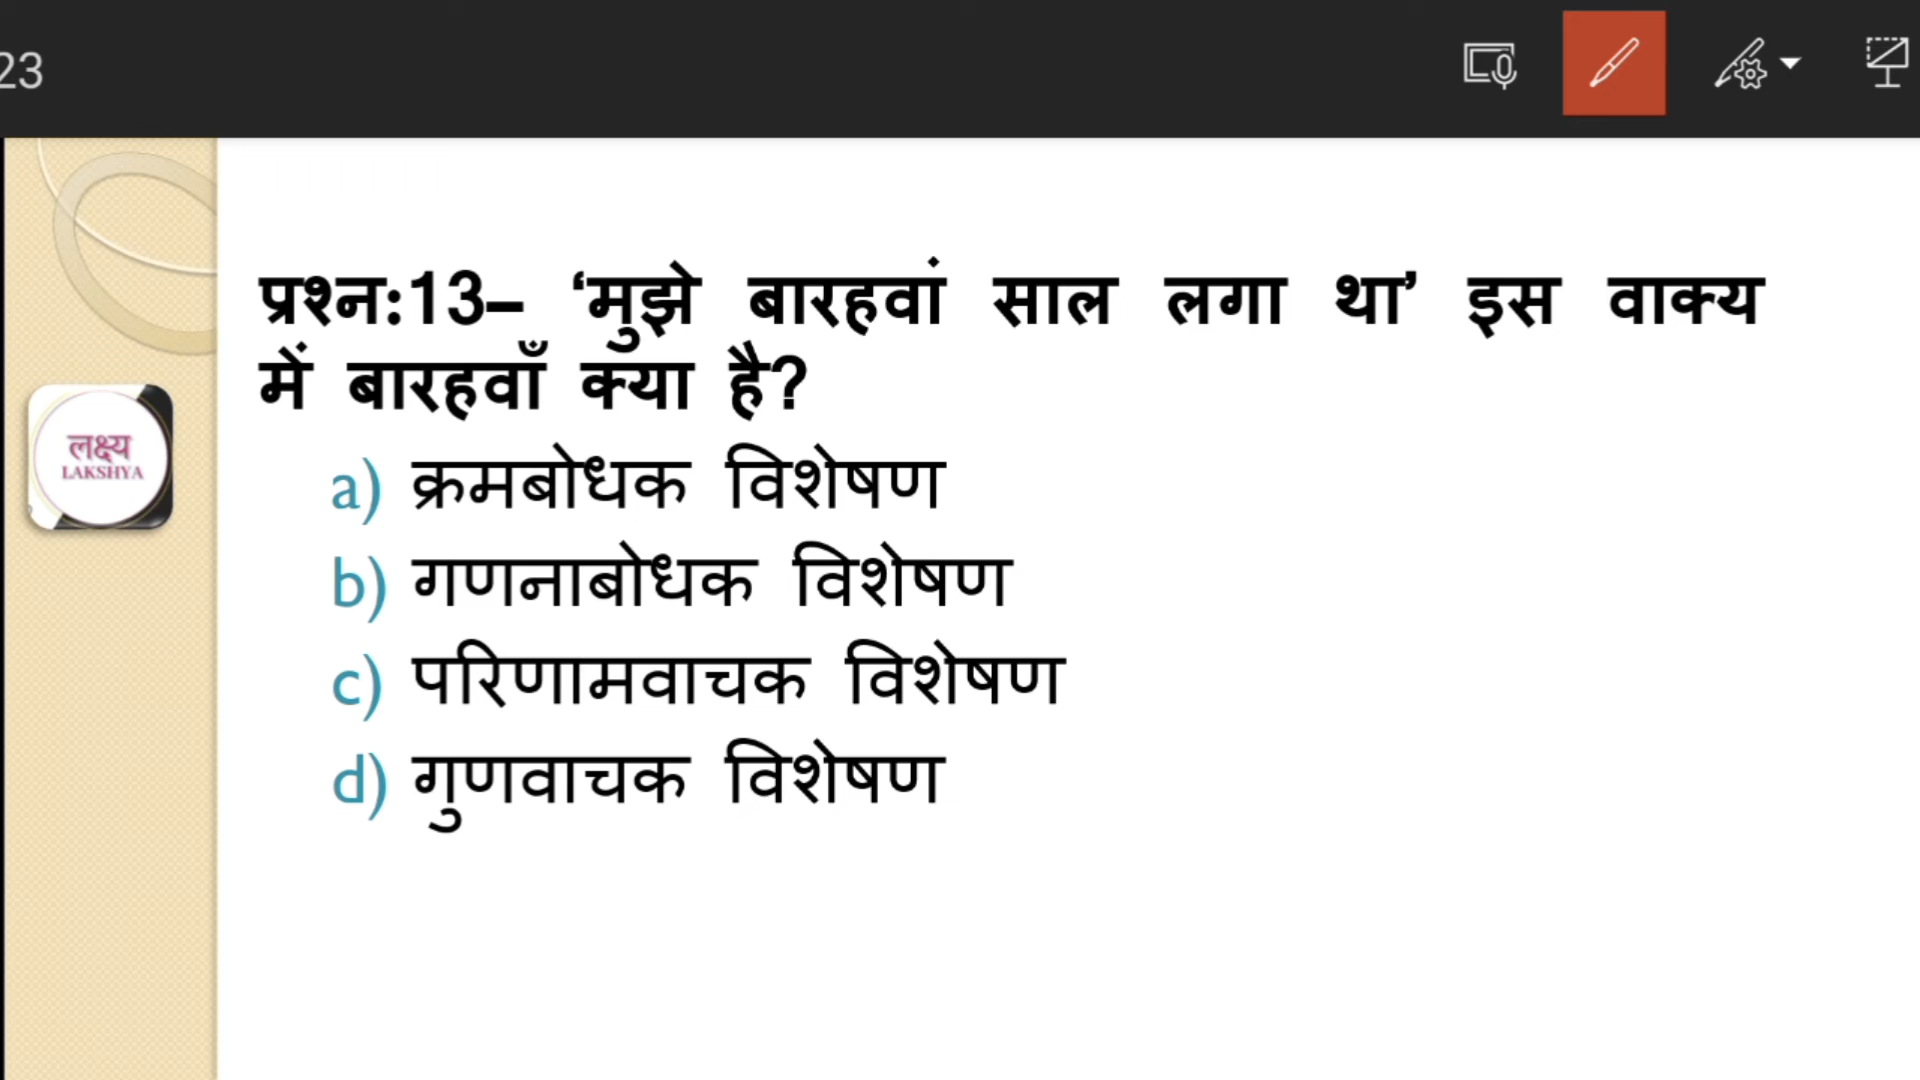 23
प्रश्न:13– ‘मुझे बारहवां साल लगा था’ इस वाक्य
में बारहवाँ क्या है?
लक्ष्य
LAKSHYA
a) क्रमबोधक विशेषण
b) गणनाबोधक विशेषण
c) परिणामवाचक विशेषण
d) गुणवाचक विशेषण